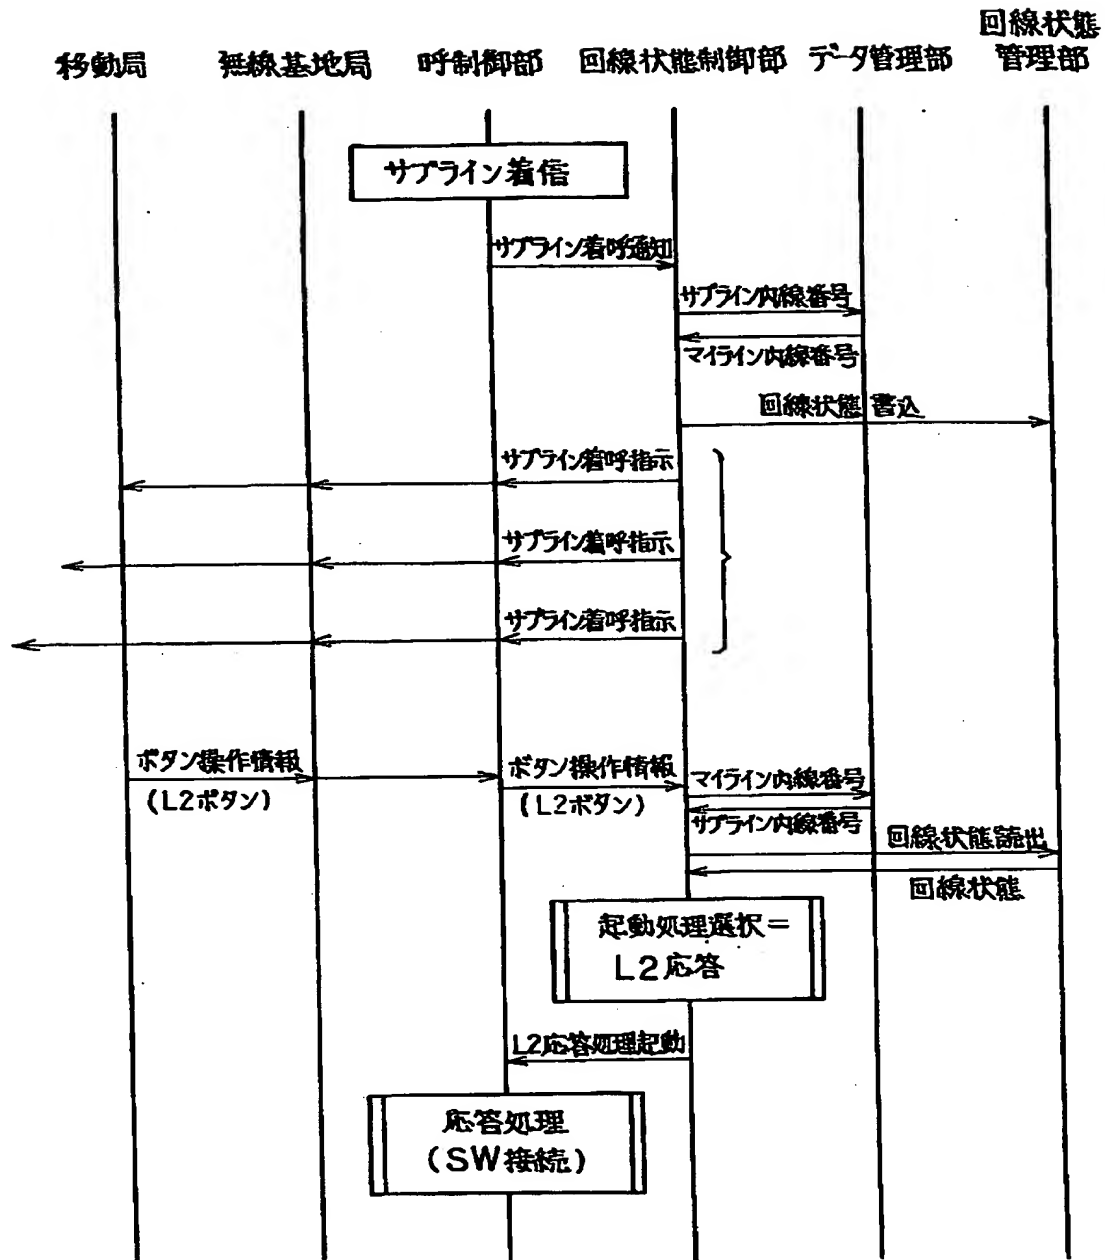 移動局
無線基地局
呼制御部
回線状態制御部
データ管理部
回線状態
管理部
サブライン着信
サブライン着呼通知
サブライン内線番号
マイライン内線番号
回線状態書込
サブライン着呼指示
サブライン着呼指示
サブライン着呼指示
ボタン操作情報
(L2ボタン)
ボタン操作情報
(L2ボタン)
マイライン内線番号
サブライン内線番号
回線状態読出
回線状態
起動処理選択=
L2応答
L2応答処理起動
応答処理
(SW接続)